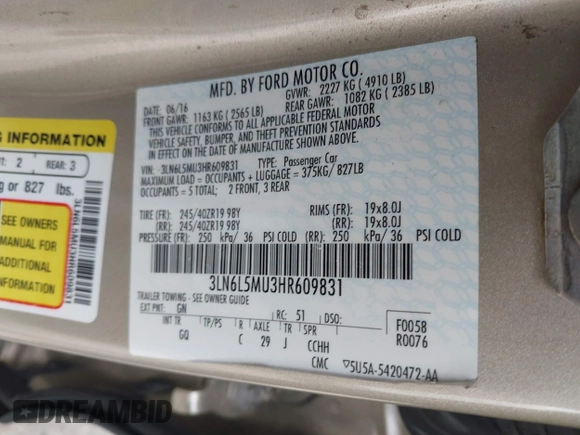 MFD. BY FORD MOTOR CO.
DATE: 06/16 GVWR: 2227 KG ( 4910 LB)
FRONT GAWR: 1163 KG ( 2565 LB) REAR GAWR: 1082 KG ( 2385 LB)
THIS VEHICLE CONFORMS TO ALL APPLICABLE FEDERAL MOTOR
VEHICLE SAFETY, BUMPER, AND THEFT PREVENTION STANDARDS IN
EFFECT ON THE DATE OF MANUFACTURE SHOWN ABOVE.
VIN: 3LN6L5MU3HR609831 TYPE: Passenger Car
MAXIMUM LOAD = OCCUPANTS + LUGGAGE = 375KG/ 827LB
OCCUPANTS = 5 TOTAL; 2 FRONT, 3 REAR
TIRE (FR): 245/40ZR19 98Y RIMS (FR): 19x8.0J
(RR): 245/40ZR19 98Y (RR): 19x8.0J
PRESSURE (FR): 250 kPa/ 36 PSI COLD (RR): 250 kPa/ 36 PSI COLD
3LN6L5MU3HR609831
TRAILER TOWING - SEE OWNER GUIDE
EXT PNT: GN RC: 51 DSO:
INT TR TP/PS R AXLE TR SPR
GQ C 29 J CCHH
CMC
F0058
R0076
5U5A-5420472-AA
G INFORMATION
2 REAR: 3
g or 827 lbs.
SEE OWNERS
MANUAL FOR
ADDITIONAL
INFORMATION
3LN6L5MU3HR609831
DREAMBID